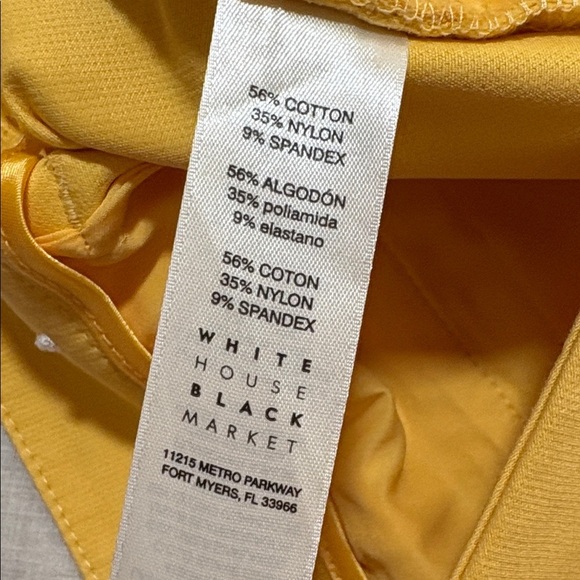 56% COTTON
35% NYLON
9% SPANDEX
56% ALGODÓN
35% poliamida
9% elastano
56% COTON
35% NYLON
9% SPANDEX
WHITE
HOUSE
BLACK
MARKET
11215 METRO PARKWAY
FORT MYERS, FL 33966